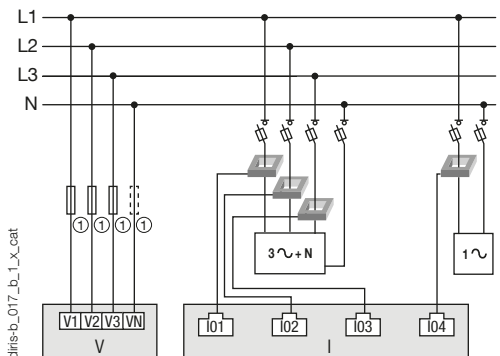 L1
L2
L3
N
① ① ① ①
3∿+N
1∿
V1 V2 V3 VN
V
I01 I02 I03 I04
I
diris-b_017_b_1_x_cat